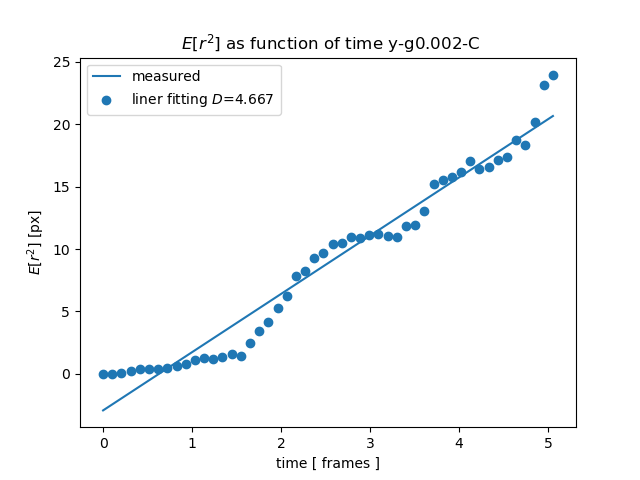 E[r²] as function of time y-g0.002-C
measured
liner fitting D=4.667
25
20
15
10
5
0
E[r²] [px]
0 1 2 3 4 5
time [ frames ]